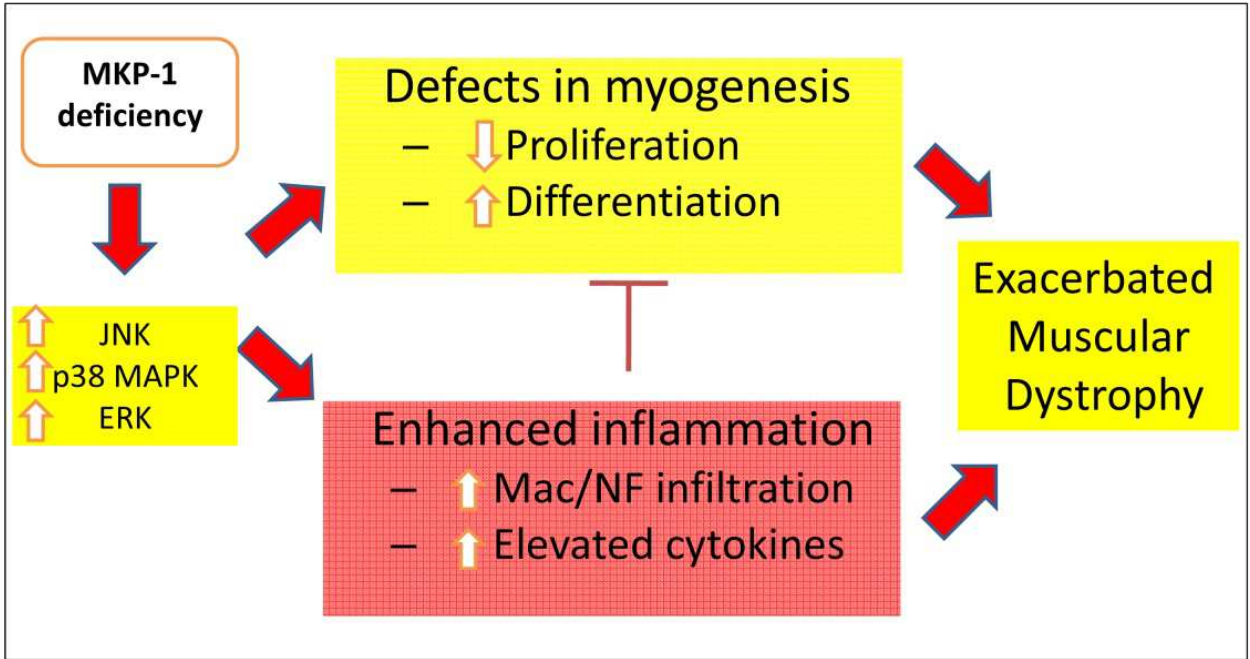 MKP-1
deficiency
JNK
p38 MAPK
ERK
Defects in myogenesis
– Proliferation
– Differentiation
Enhanced inflammation
– Mac/NF infiltration
– Elevated cytokines
Exacerbated
Muscular
Dystrophy